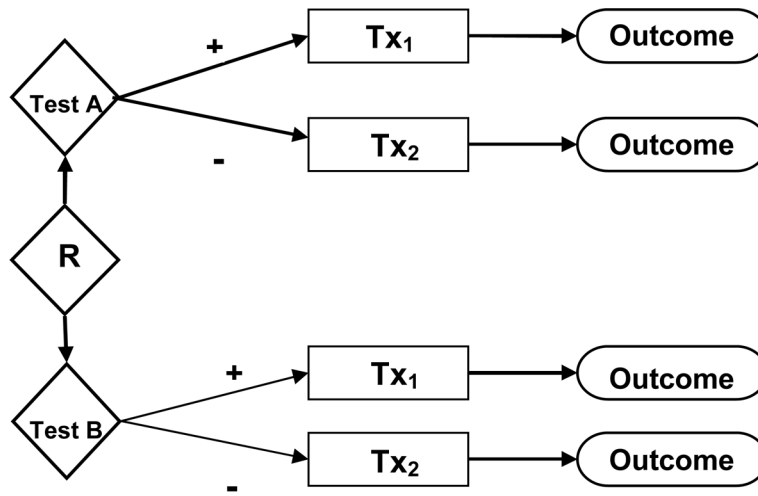 +
Tx₁
Outcome
Test A
-
Tx₂
Outcome
R
+
Tx₁
Outcome
Test B
-
Tx₂
Outcome